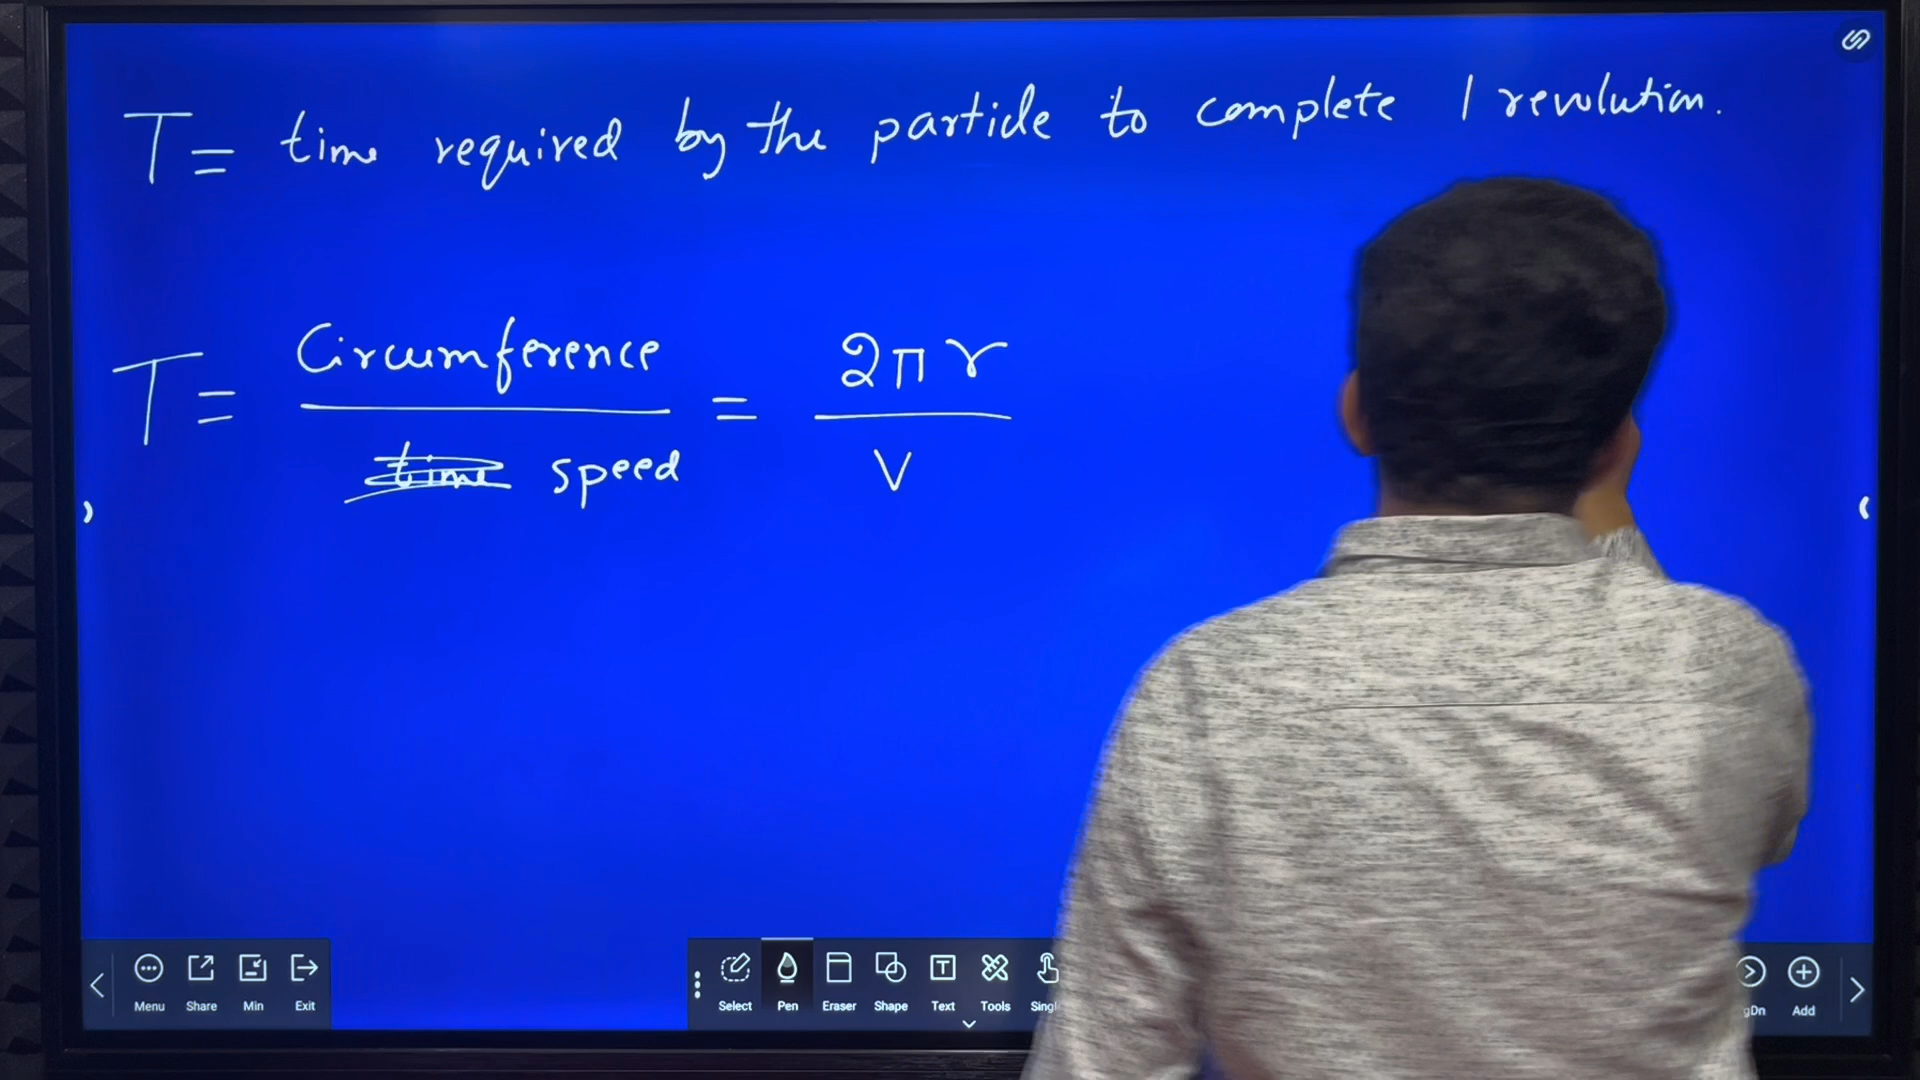 T = time required by the particle to complete 1 revolution.
T = Circumference / time speed = 2πr / V
Menu Share Min Exit Select Pen Eraser Shape Text Tools Add